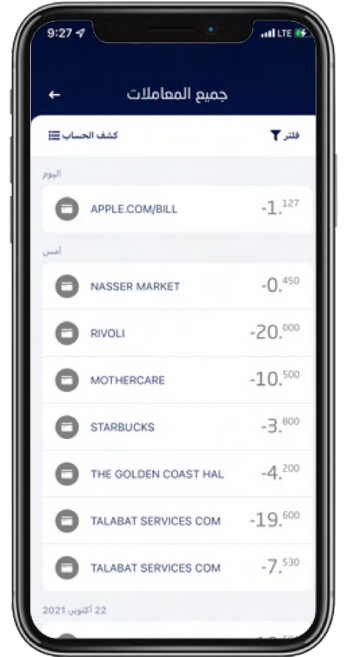 9:27
LTE
جميع المعاملات
فلتر
كشف الحساب
اليوم
APPLE.COM/BILL -1.127
أمس
NASSER MARKET -0.450
RIVOLI -20.000
MOTHERCARE -10.500
STARBUCKS -3.800
THE GOLDEN COAST HAL -4.200
TALABAT SERVICES COM -19.600
TALABAT SERVICES COM -7.530
22 أكتوبر، 2021